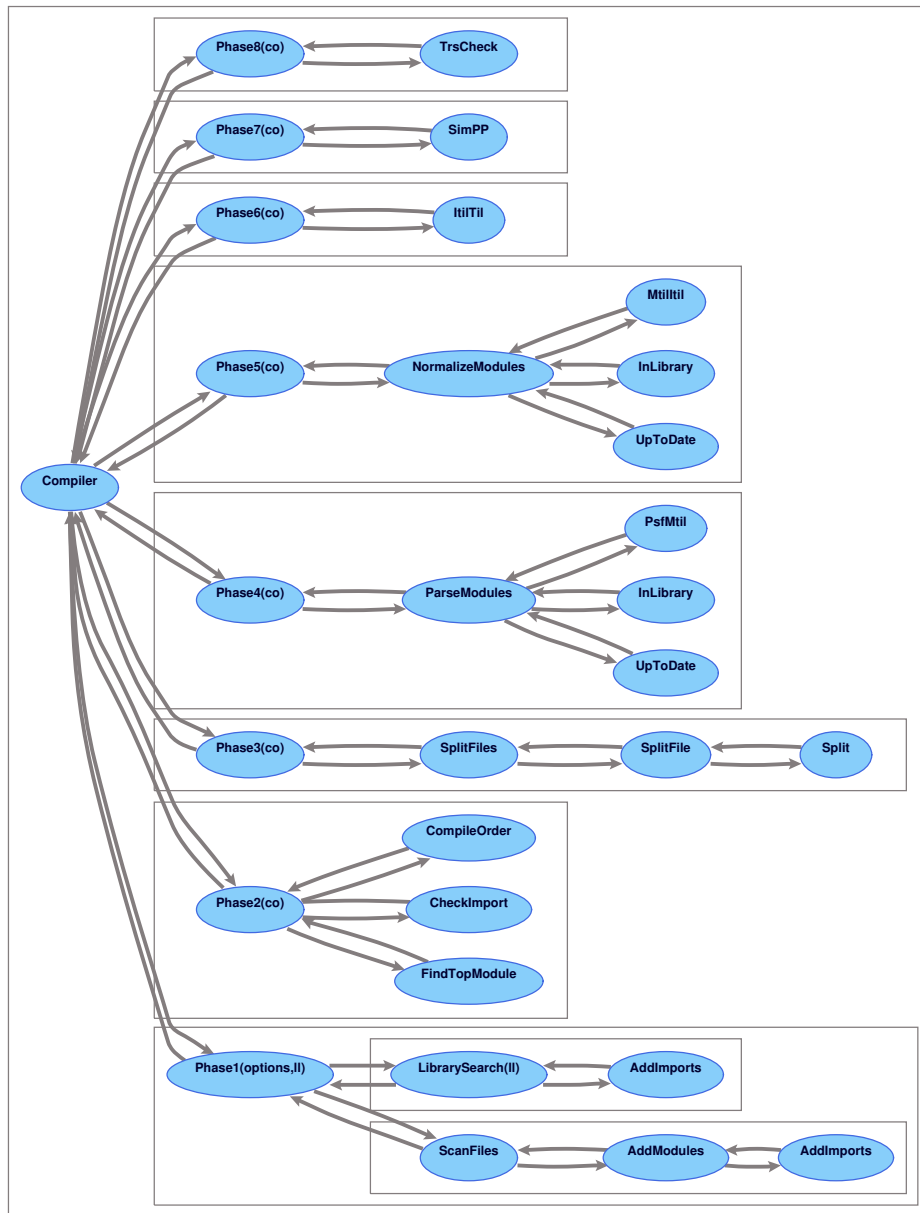 Phase8(co)
TrsCheck
Phase7(co)
SimPP
Phase6(co)
ItilTil
MtilItil
Phase5(co)
NormalizeModules
InLibrary
UpToDate
Compiler
PsfMtil
Phase4(co)
ParseModules
InLibrary
UpToDate
Phase3(co)
SplitFiles
SplitFile
Split
CompileOrder
Phase2(co)
CheckImport
FindTopModule
Phase1(options,ll)
LibrarySearch(ll)
AddImports
ScanFiles
AddModules
AddImports